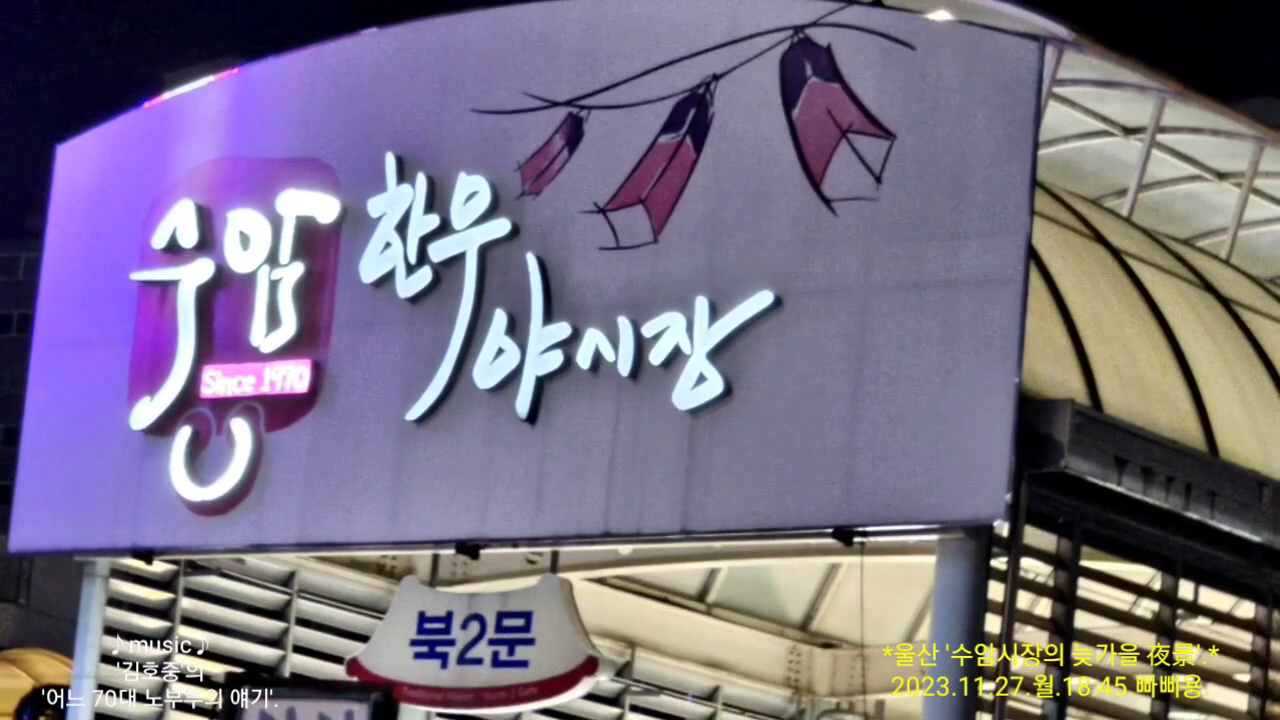 수암 한우
야시장
Since 1970
북2문
♪music♪
'김호중'의
'어느 70대 노부부의 얘기'.
*울산 '수암시장의 늦가을 夜景'.*
2023.11.27.월.18:45.빠삐용.